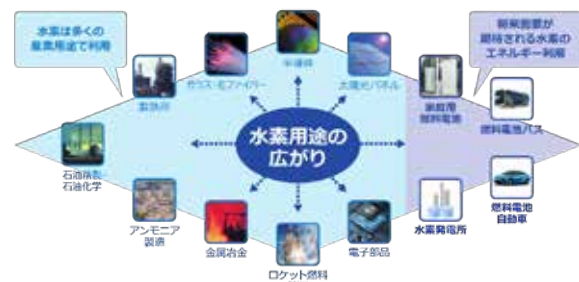 水素は多くの
産業用途で利用
将来需要が
期待される水素の
エネルギー利用
半導体
ガラス・光ファイバー
太陽光パネル
製鉄所
家庭用
燃料電池
燃料電池バス
水素用途の
広がり
石油精製
石油化学
燃料電池
自動車
アンモニア
製造
金属冶金
ロケット燃料
電子部品
水素発電所